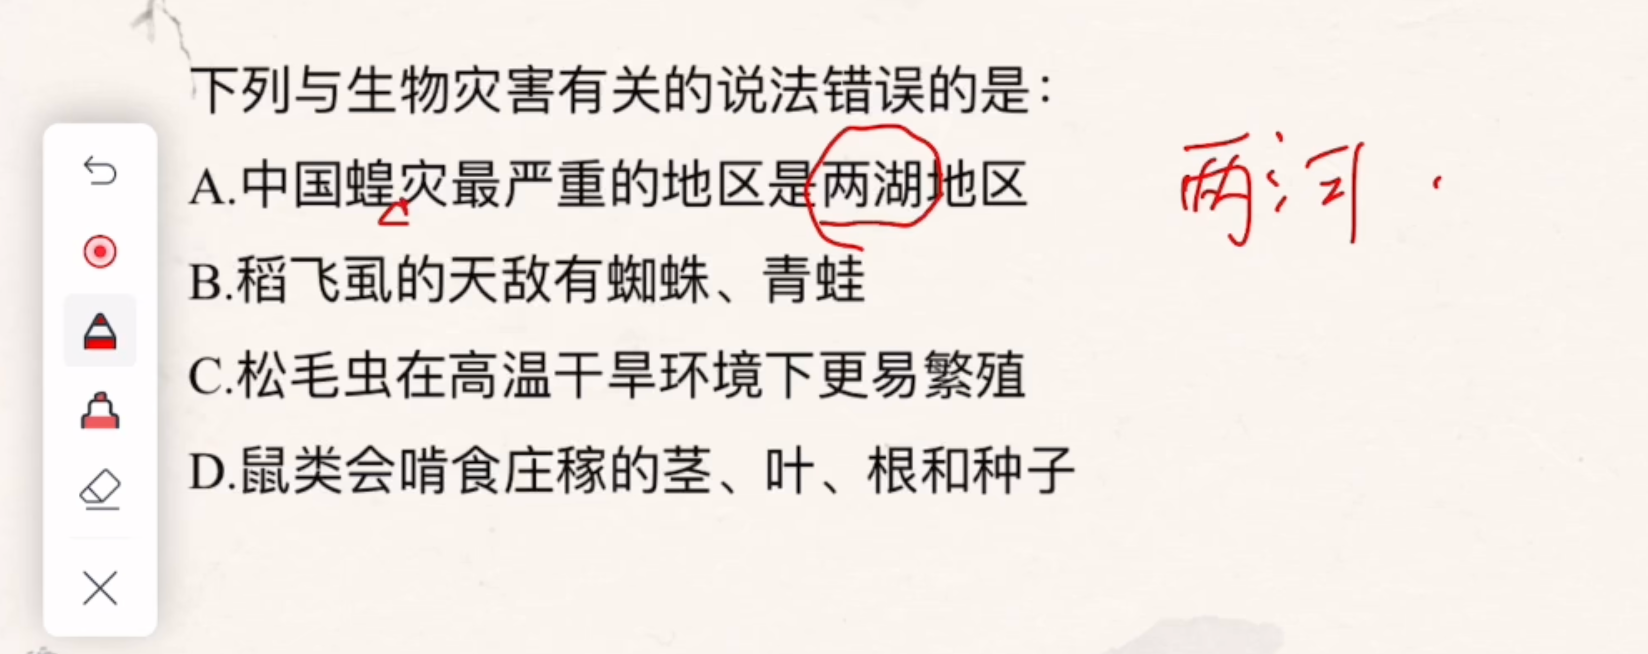 下列与生物灾害有关的说法错误的是：
A.中国蝗灾最严重的地区是两湖地区
两河
B.稻飞虱的天敌有蜘蛛、青蛙
C.松毛虫在高温干旱环境下更易繁殖
D.鼠类会啃食庄稼的茎、叶、根和种子